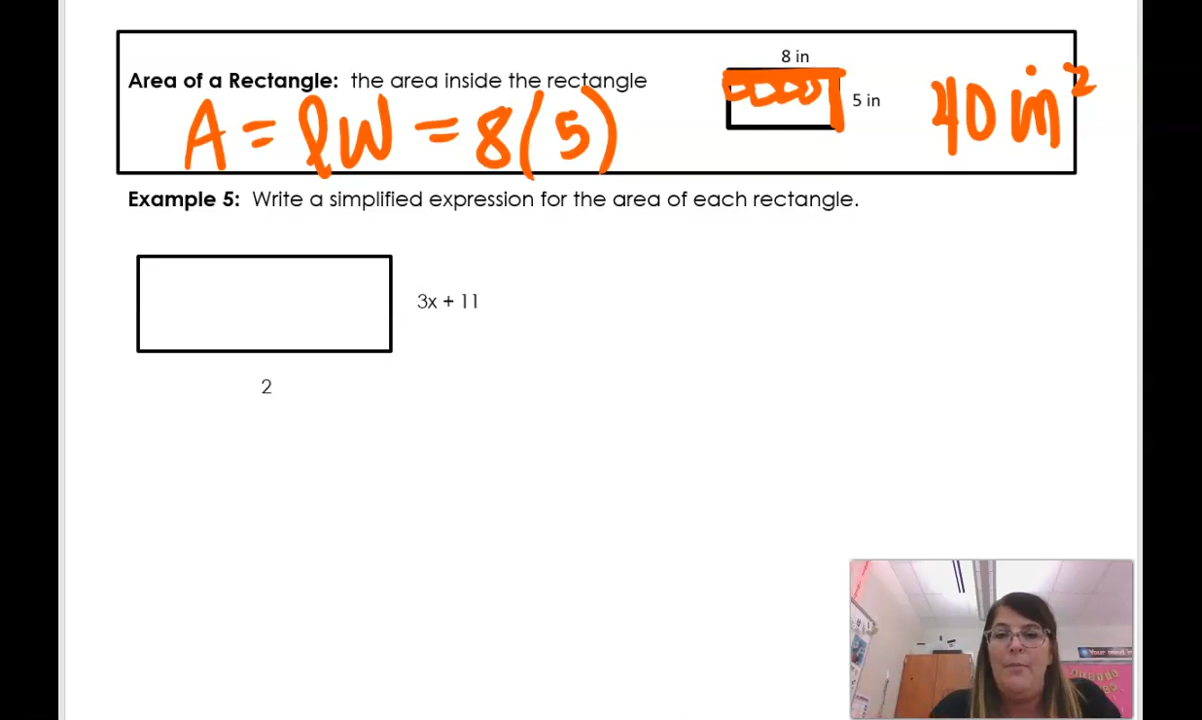 8 in
Area of a Rectangle: the area inside the rectangle
5 in
40 in²
A = lw = 8(5)
Example 5: Write a simplified expression for the area of each rectangle.
3x + 11
2